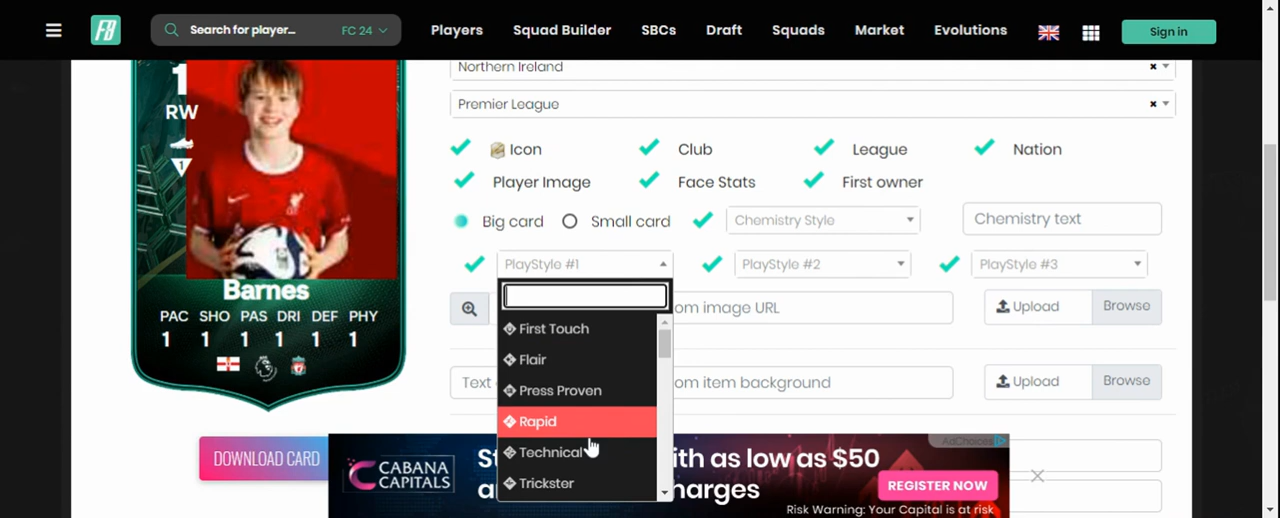 FB Search for player... FC 24 Players Squad Builder SBCs Draft Squads Market Evolutions Sign in
Northern Ireland
Premier League
1
RW
1
Barnes
PAC SHO PAS DRI DEF PHY
1 1 1 1 1 1
DOWNLOAD CARD
Icon Club League Nation
Player Image Face Stats First owner
Big card Small card Chemistry Style Chemistry text
PlayStyle #1 PlayStyle #2 PlayStyle #3
om image URL Upload Browse
First Touch
Flair
Press Proven
Rapid
Technical
Trickster
Text om item background Upload Browse
AdChoices
CABANA
CAPITALS
St ith as low as $50
a harges
REGISTER NOW
Risk Warning: Your Capital is at risk